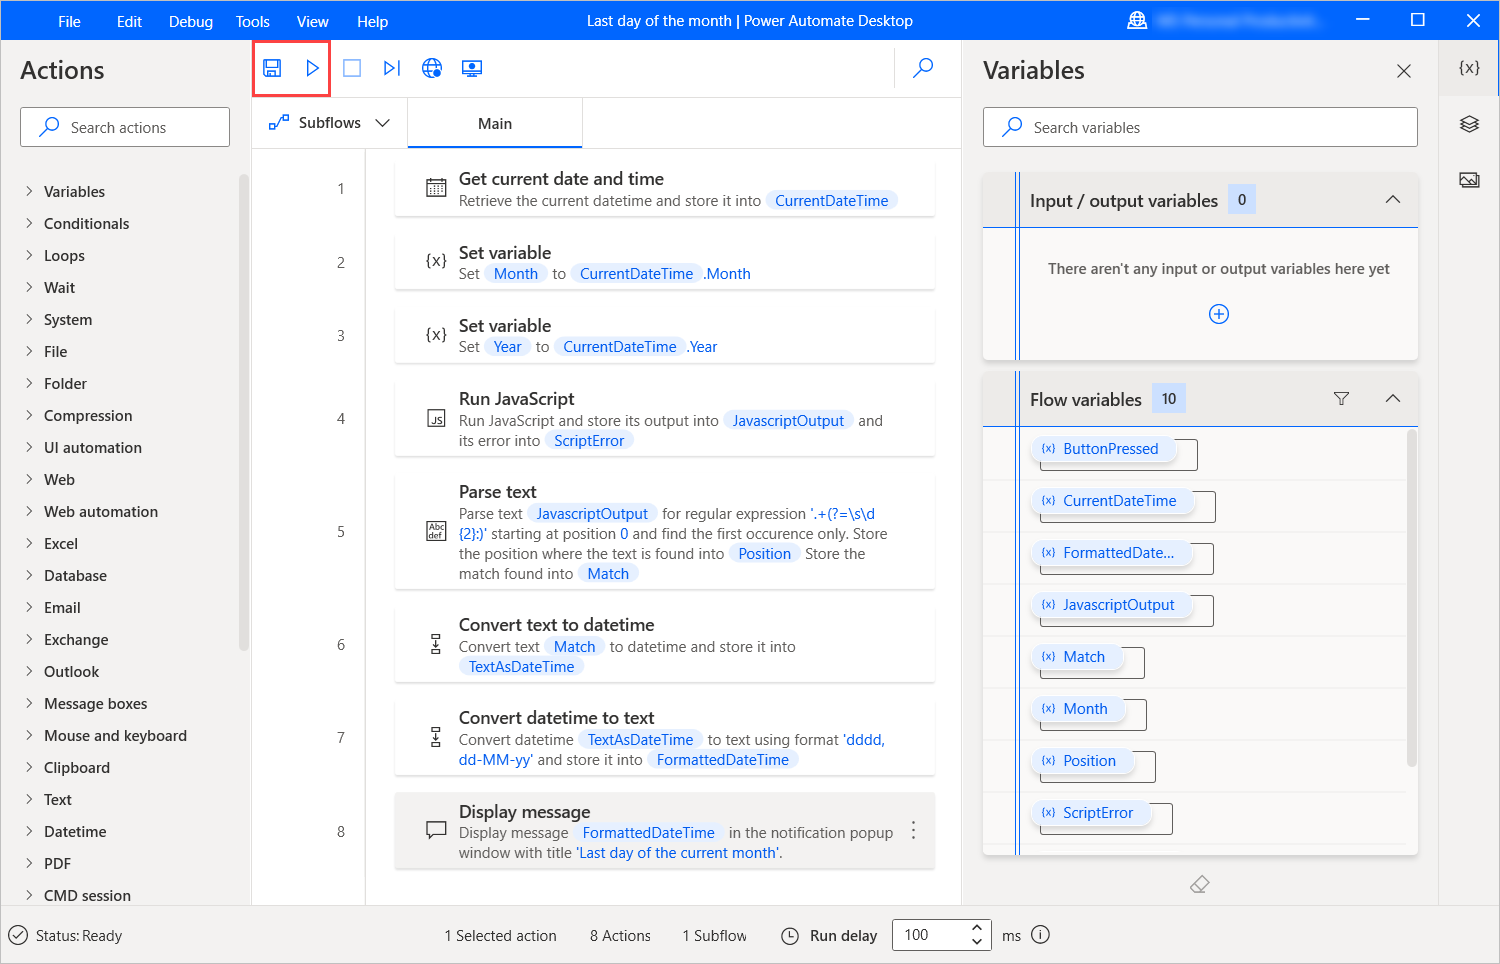 File Edit Debug Tools View Help
Last day of the month | Power Automate Desktop
Actions
Search actions
Variables
Conditionals
Loops
Wait
System
File
Folder
Compression
UI automation
Web
Web automation
Excel
Database
Email
Exchange
Outlook
Message boxes
Mouse and keyboard
Clipboard
Text
Datetime
PDF
CMD session
Subflows
Main
1
Get current date and time
Retrieve the current datetime and store it into CurrentDateTime
2
{x}
Set variable
Set Month to CurrentDateTime .Month
3
{x}
Set variable
Set Year to CurrentDateTime .Year
4
JS
Run JavaScript
Run JavaScript and store its output into JavascriptOutput and
its error into ScriptError
5
Abc
def
Parse text
Parse text JavascriptOutput for regular expression '.+(?=\s\d
{2}:)' starting at position 0 and find the first occurence only. Store
the position where the text is found into Position Store the
match found into Match
6
Convert text to datetime
Convert text Match to datetime and store it into
TextAsDateTime
7
Convert datetime to text
Convert datetime TextAsDateTime to text using format 'dddd,
dd-MM-yy' and store it into FormattedDateTime
8
Display message
Display message FormattedDateTime in the notification popup
window with title 'Last day of the current month'.
Variables
{x}
Search variables
Input / output variables 0
There aren't any input or output variables here yet
Flow variables 10
{x} ButtonPressed
{x} CurrentDateTime
{x} FormattedDate...
{x} JavascriptOutput
{x} Match
{x} Month
{x} Position
{x} ScriptError
Status: Ready
1 Selected action
8 Actions
1 Subflow
Run delay
100
ms